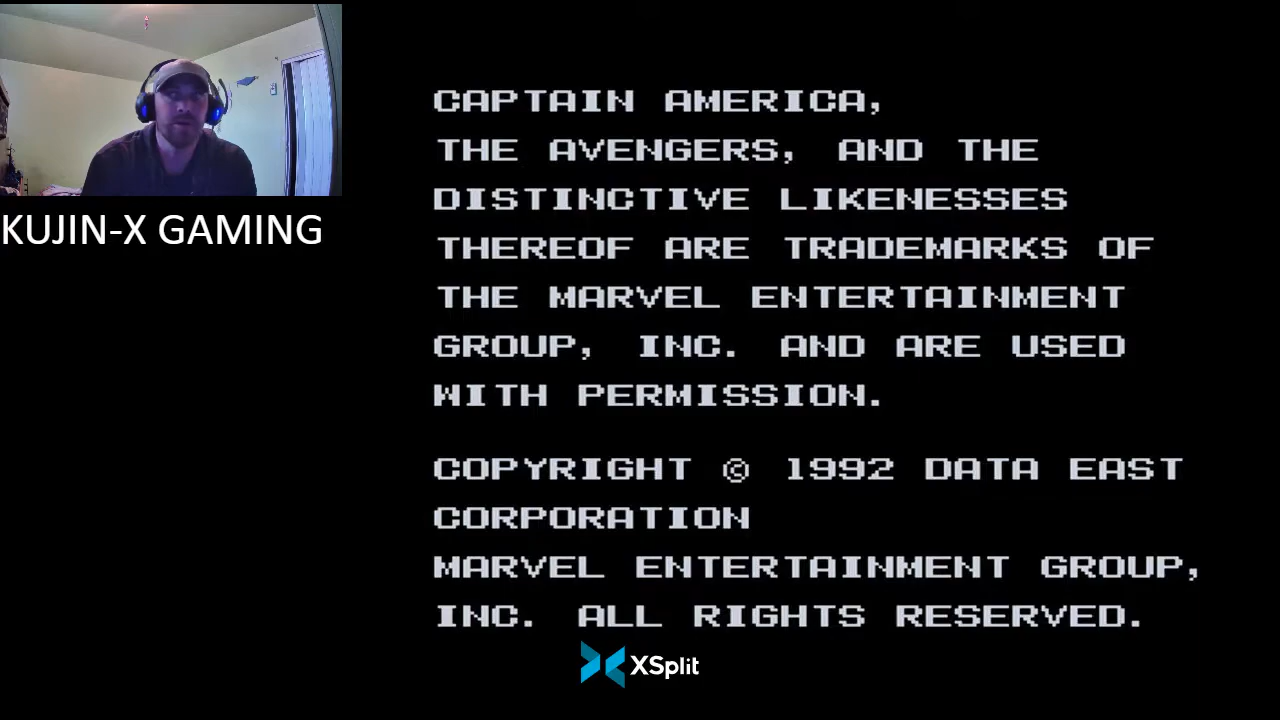 KUJIN-X GAMING
CAPTAIN AMERICA,
THE AVENGERS, AND THE
DISTINCTIVE LIKENESSES
THEREOF ARE TRADEMARKS OF
THE MARVEL ENTERTAINMENT
GROUP, INC. AND ARE USED
WITH PERMISSION.
COPYRIGHT © 1992 DATA EAST
CORPORATION
MARVEL ENTERTAINMENT GROUP,
INC. ALL RIGHTS RESERVED.
XSplit